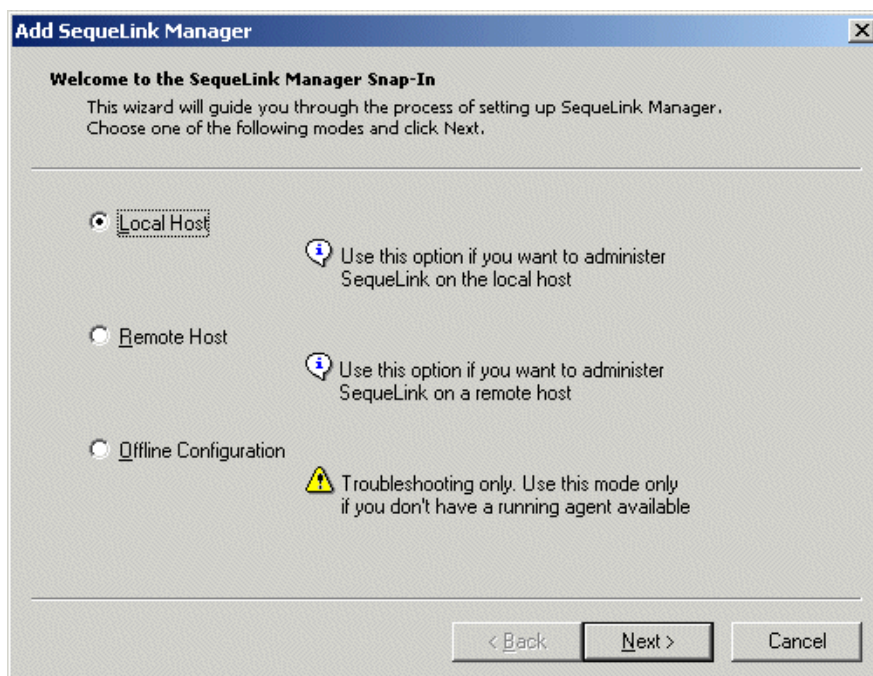 Add SequeLink Manager
Welcome to the SequeLink Manager Snap-In
This wizard will guide you through the process of setting up SequeLink Manager.
Choose one of the following modes and click Next.
Local Host
Use this option if you want to administer
SequeLink on the local host
Remote Host
Use this option if you want to administer
SequeLink on a remote host
Offline Configuration
Troubleshooting only. Use this mode only
if you don't have a running agent available
< Back
Next >
Cancel